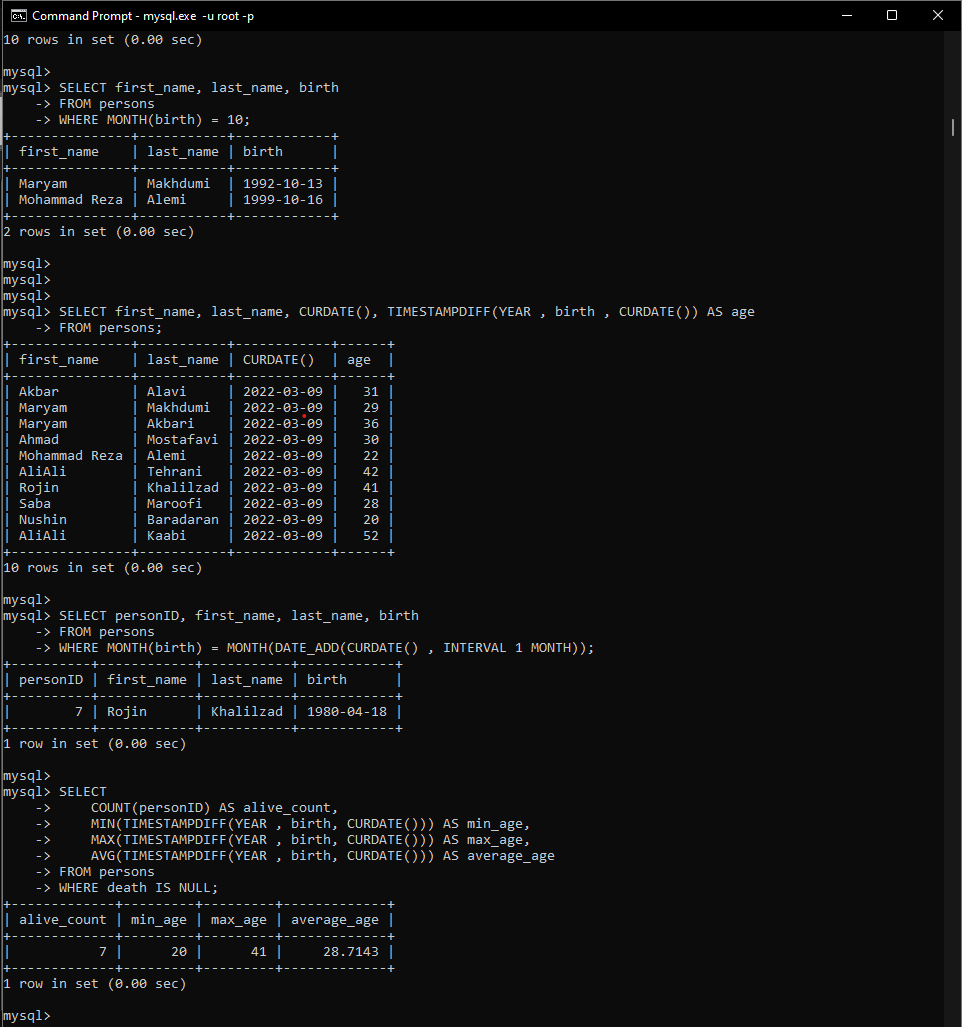 Command Prompt - mysql.exe -u root -p
10 rows in set (0.00 sec)
mysql>
mysql> SELECT first_name, last_name, birth
    -> FROM persons
    -> WHERE MONTH(birth) = 10;
+---------------+-----------+------------+
| first_name    | last_name | birth      |
+---------------+-----------+------------+
| Maryam        | Makhdumi  | 1992-10-13 |
| Mohammad Reza | Alemi     | 1999-10-16 |
+---------------+-----------+------------+
2 rows in set (0.00 sec)
mysql>
mysql>
mysql>
mysql> SELECT first_name, last_name, CURDATE(), TIMESTAMPDIFF(YEAR , birth , CURDATE()) AS age
    -> FROM persons;
+---------------+-----------+------------+------+
| first_name    | last_name | CURDATE()  | age  |
+---------------+-----------+------------+------+
| Akbar         | Alavi     | 2022-03-09 |   31 |
| Maryam        | Makhdumi  | 2022-03-09 |   29 |
| Maryam        | Akbari    | 2022-03-09 |   36 |
| Ahmad         | Mostafavi | 2022-03-09 |   30 |
| Mohammad Reza | Alemi     | 2022-03-09 |   22 |
| AliAli        | Tehrani   | 2022-03-09 |   42 |
| Rojin         | Khalilzad | 2022-03-09 |   41 |
| Saba          | Maroofi   | 2022-03-09 |   28 |
| Nushin        | Baradaran | 2022-03-09 |   20 |
| AliAli        | Kaabi     | 2022-03-09 |   52 |
+---------------+-----------+------------+------+
10 rows in set (0.00 sec)
mysql>
mysql> SELECT personID, first_name, last_name, birth
    -> FROM persons
    -> WHERE MONTH(birth) = MONTH(DATE_ADD(CURDATE() , INTERVAL 1 MONTH));
+----------+------------+-----------+------------+
| personID | first_name | last_name | birth      |
+----------+------------+-----------+------------+
|        7 | Rojin      | Khalilzad | 1980-04-18 |
+----------+------------+-----------+------------+
1 row in set (0.00 sec)
mysql>
mysql> SELECT
    ->     COUNT(personID) AS alive_count,
    ->     MIN(TIMESTAMPDIFF(YEAR , birth, CURDATE())) AS min_age,
    ->     MAX(TIMESTAMPDIFF(YEAR , birth, CURDATE())) AS max_age,
    ->     AVG(TIMESTAMPDIFF(YEAR , birth, CURDATE())) AS average_age
    -> FROM persons
    -> WHERE death IS NULL;
+-------------+---------+---------+-------------+
| alive_count | min_age | max_age | average_age |
+-------------+---------+---------+-------------+
|           7 |      20 |      41 |     28.7143 |
+-------------+---------+---------+-------------+
1 row in set (0.00 sec)
mysql>